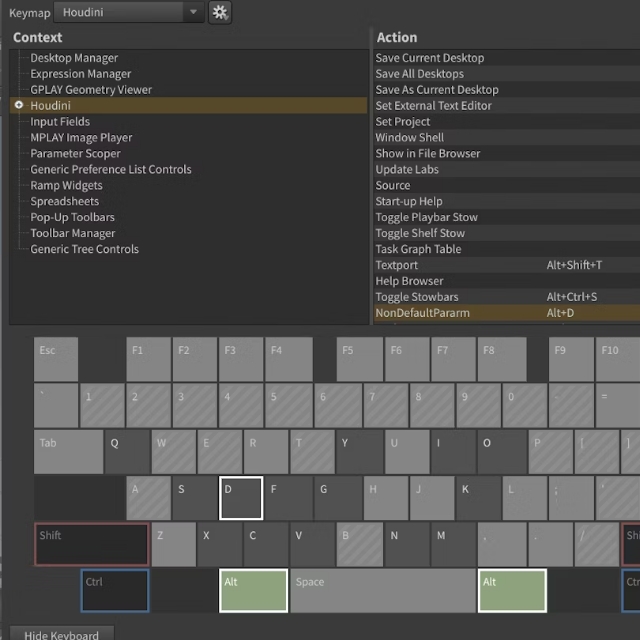 Keymap Houdini
Context
Desktop Manager
Expression Manager
GPLAY Geometry Viewer
Houdini
Input Fields
MPLAY Image Player
Parameter Scoper
Generic Preference List Controls
Ramp Widgets
Spreadsheets
Pop-Up Toolbars
Toolbar Manager
Generic Tree Controls
Action
Save Current Desktop
Save All Desktops
Save As Current Desktop
Set External Text Editor
Set Project
Window Shell
Show in File Browser
Update Labs
Source
Start-up Help
Toggle Playbar Stow
Toggle Shelf Stow
Task Graph Table
Textport Alt+Shift+T
Help Browser
Toggle Stowbars Alt+Ctrl+S
NonDefaultPararm Alt+D
Esc F1 F2 F3 F4 F5 F6 F7 F8 F9 F10
` 1 2 3 4 5 6 7 8 9 0 - =
Tab Q W E R T Y U I O P [ ]
A S D F G H J K L ; '
Shift Z X C V B N M , . / Shi
Ctrl Alt Space Alt Ctr
Hide Keyboard